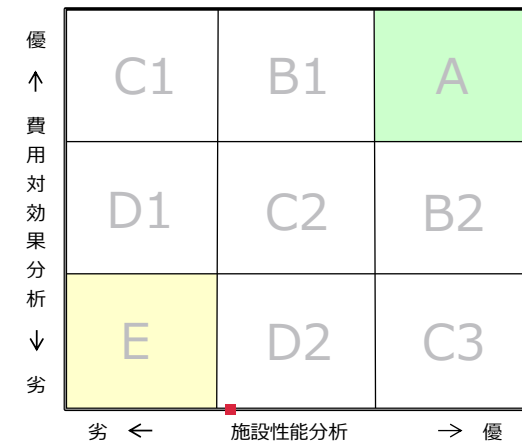 優
↑
費用対効果分析
↓
劣
C1 B1 A
D1 C2 B2
E D2 C3
劣 ← 施設性能分析 → 優